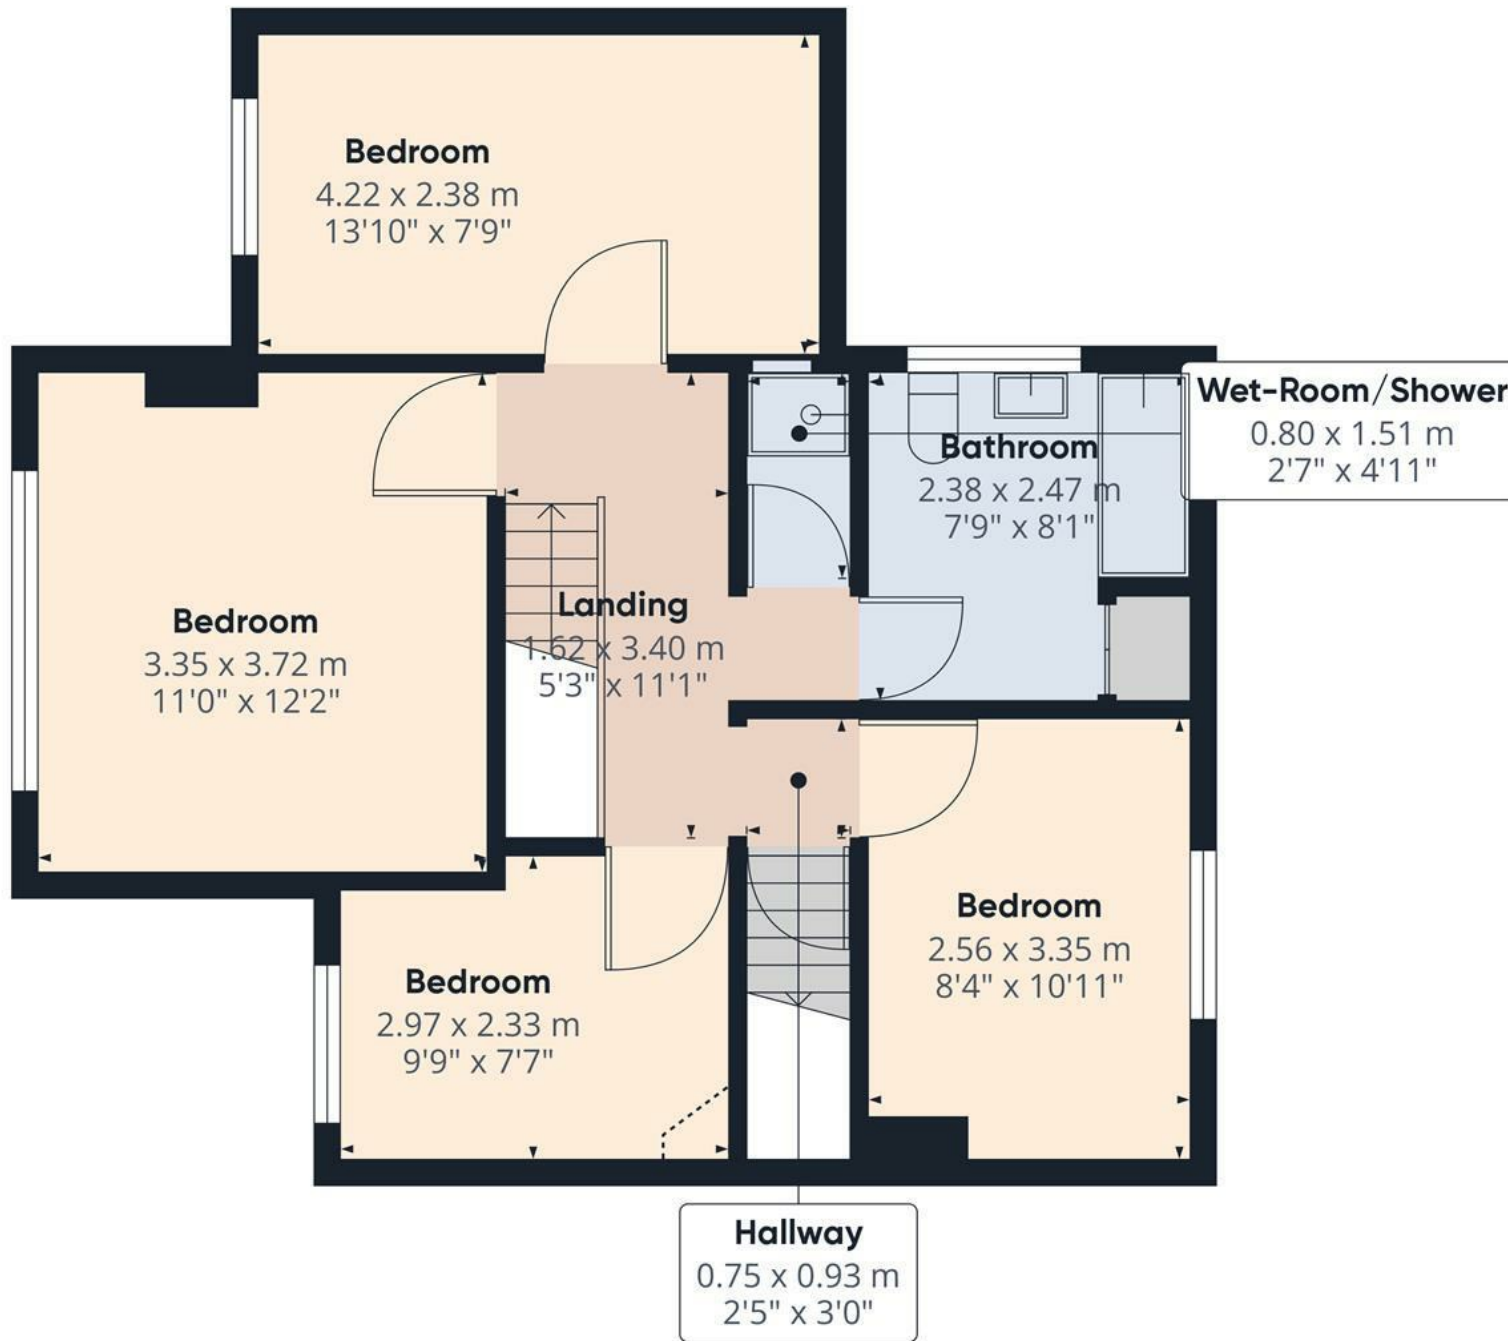 Bedroom
4.22 x 2.38 m
13'10" x 7'9"
Wet-Room/Shower
0.80 x 1.51 m
2'7" x 4'11"
Bathroom
2.38 x 2.47 m
7'9" x 8'1"
Bedroom
3.35 x 3.72 m
11'0" x 12'2"
Landing
1.62 x 3.40 m
5'3" x 11'1"
Bedroom
2.56 x 3.35 m
8'4" x 10'11"
Bedroom
2.97 x 2.33 m
9'9" x 7'7"
Hallway
0.75 x 0.93 m
2'5" x 3'0"